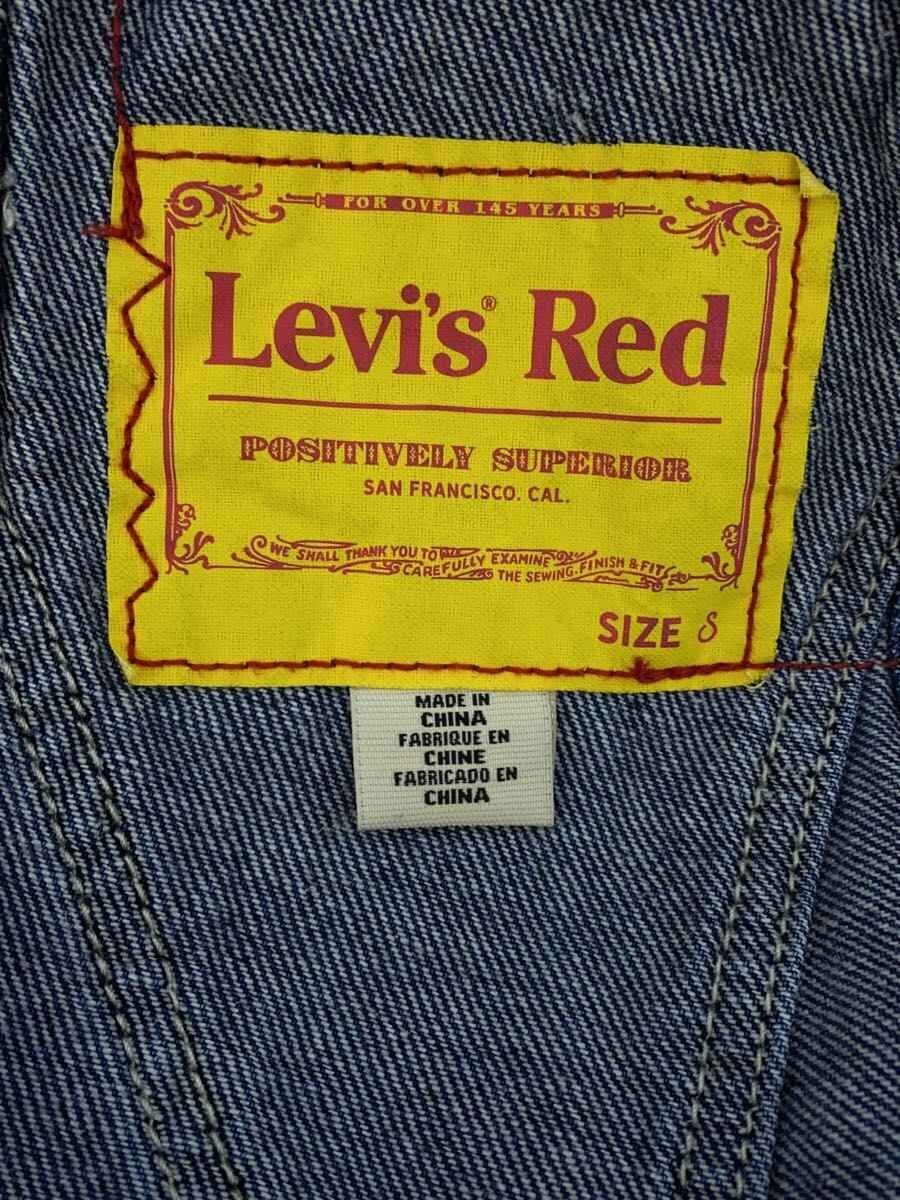 FOR OVER 145 YEARS
Levi's® Red
POSITIVELY SUPERIOR
SAN FRANCISCO. CAL.
WE SHALL THANK YOU TO
CAREFULLY EXAMINE
THE SEWING, FINISH & FIT
SIZE S
MADE IN
CHINA
FABRIQUE EN
CHINE
FABRICADO EN
CHINA